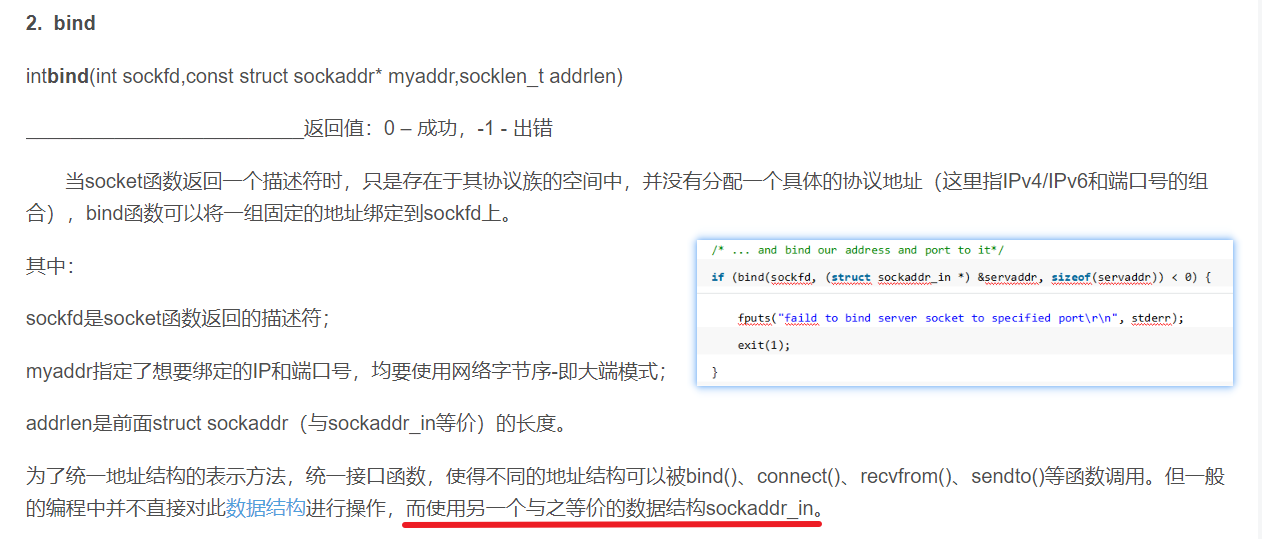 2. bind
intbind(int sockfd,const struct sockaddr* myaddr,socklen_t addrlen)
_________________________返回值：0 – 成功，-1 - 出错
当socket函数返回一个描述符时，只是存在于其协议族的空间中，并没有分配一个具体的协议地址（这里指IPv4/IPv6和端口号的组
合），bind函数可以将一组固定的地址绑定到sockfd上。
其中：
sockfd是socket函数返回的描述符；
myaddr指定了想要绑定的IP和端口号，均要使用网络字节序-即大端模式；
addrlen是前面struct sockaddr（与sockaddr_in等价）的长度。
为了统一地址结构的表示方法，统一接口函数，使得不同的地址结构可以被bind()、connect()、recvfrom()、sendto()等函数调用。但一般
的编程中并不直接对此数据结构进行操作，而使用另一个与之等价的数据结构sockaddr_in。
/* ... and bind our address and port to it*/
if (bind(sockfd, (struct sockaddr_in *) &servaddr, sizeof(servaddr)) < 0) {
fputs("faild to bind server socket to specified port\r\n", stderr);
exit(1);
}